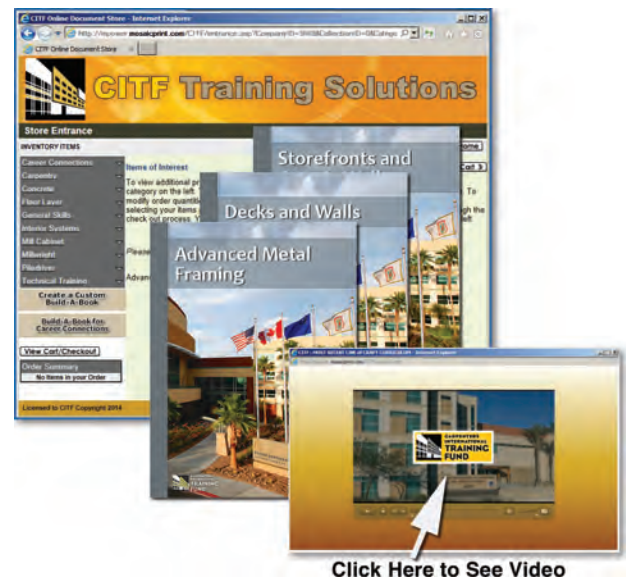 CITF Online Document Store - Internet Explorer
CITF Online Document Store
CITF Training Solutions
Store Entrance
INVENTORY ITEMS
Career Connections
Carpentry
Concrete
Floor Layer
General Skills
Interior Systems
Mill Cabinet
Millwright
Piledriver
Technical Training
Create a Custom
Build-A-Book
Build-A-Book for
Career Connections
View Cart/Checkout
Order Summary
No Items in your Order
Licensed to CITF Copyright 2014
Items of Interest
To view additional
category on the left.
modify order
selecting your items
check out process.
Storefronts and
Decks and Walls
Advanced Metal
Framing
CARPENTERS
INTERNATIONAL
TRAINING
FUND
CARPENTERS
INTERNATIONAL
TRAINING
FUND
Click Here to See Video